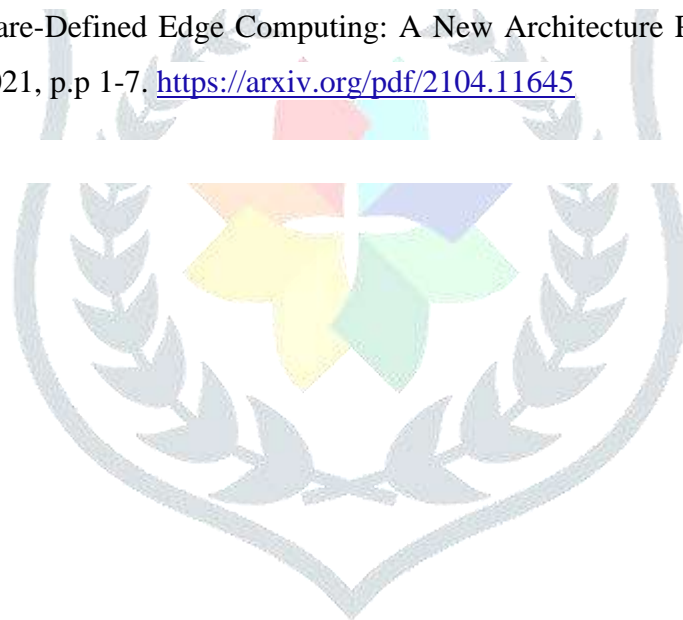 are-Defined Edge Computing: A New Architecture
021, p.p 1-7. https://arxiv.org/pdf/2104.11645